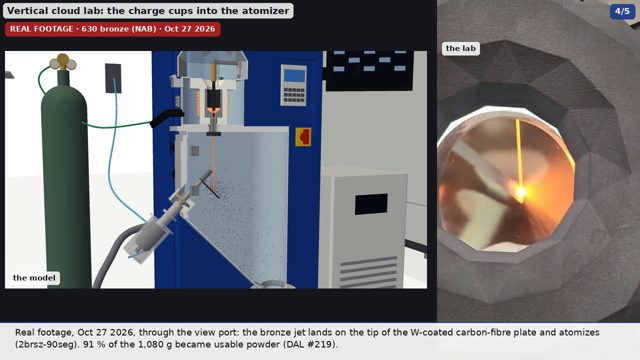 Vertical cloud lab: the charge cups into the atomizer
4/5
REAL FOOTAGE · 630 bronze (NAB) · Oct 27 2026
the lab
the model
Real footage, Oct 27 2026, through the view port: the bronze jet lands on the tip of the W-coated carbon-fibre plate and atomizes
(2brsz-90seg). 91 % of the 1,080 g became usable powder (DAL #219).